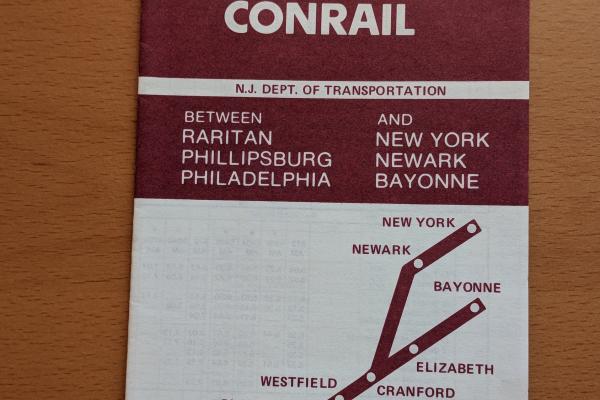 CONRAIL
N.J. DEPT. OF TRANSPORTATION
BETWEEN
RARITAN
PHILLIPSBURG
PHILADELPHIA
AND
NEW YORK
NEWARK
BAYONNE
NEW YORK
NEWARK
BAYONNE
ELIZABETH
WESTFIELD
CRANFORD